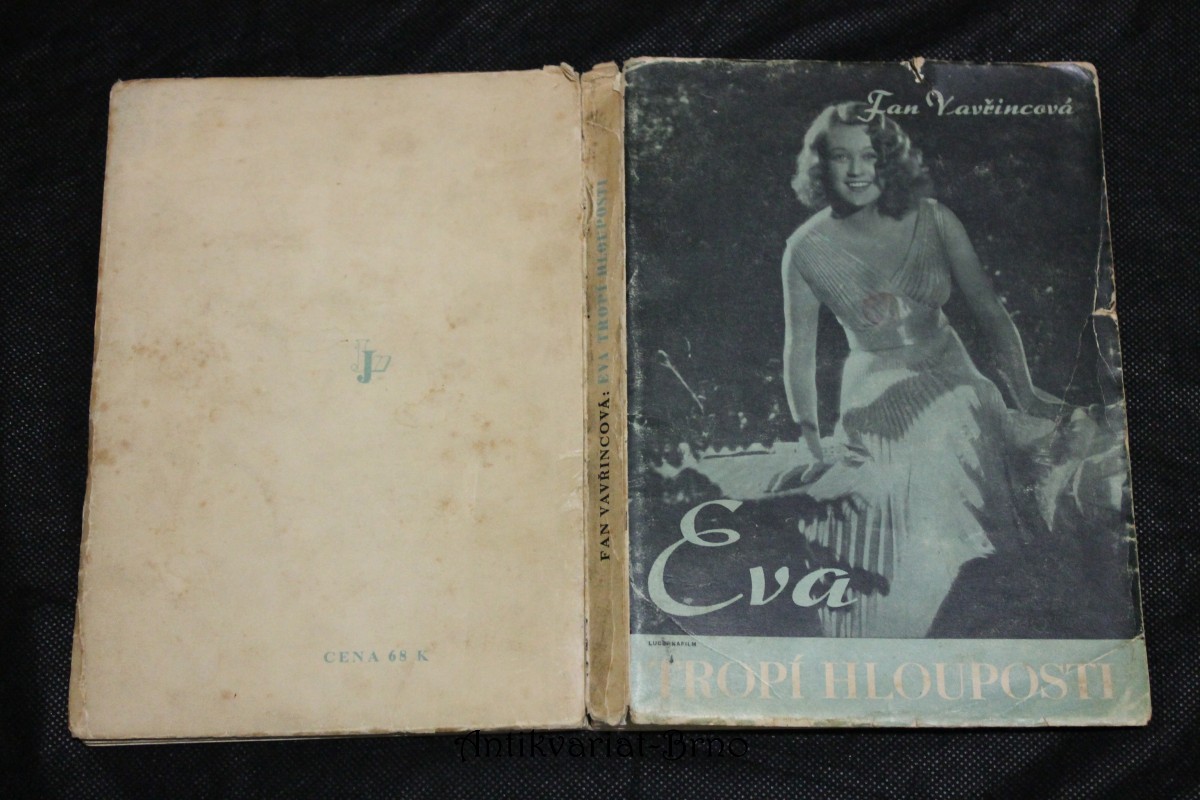 CENA 68 K
FAN VAVŘINCOVÁ: EVA TROPÍ HLOUPOSTI
Fan Vavřincová
Eva
LUCERNAFILM
TROPÍ HLOUPOSTI
Antikvariat-Brno